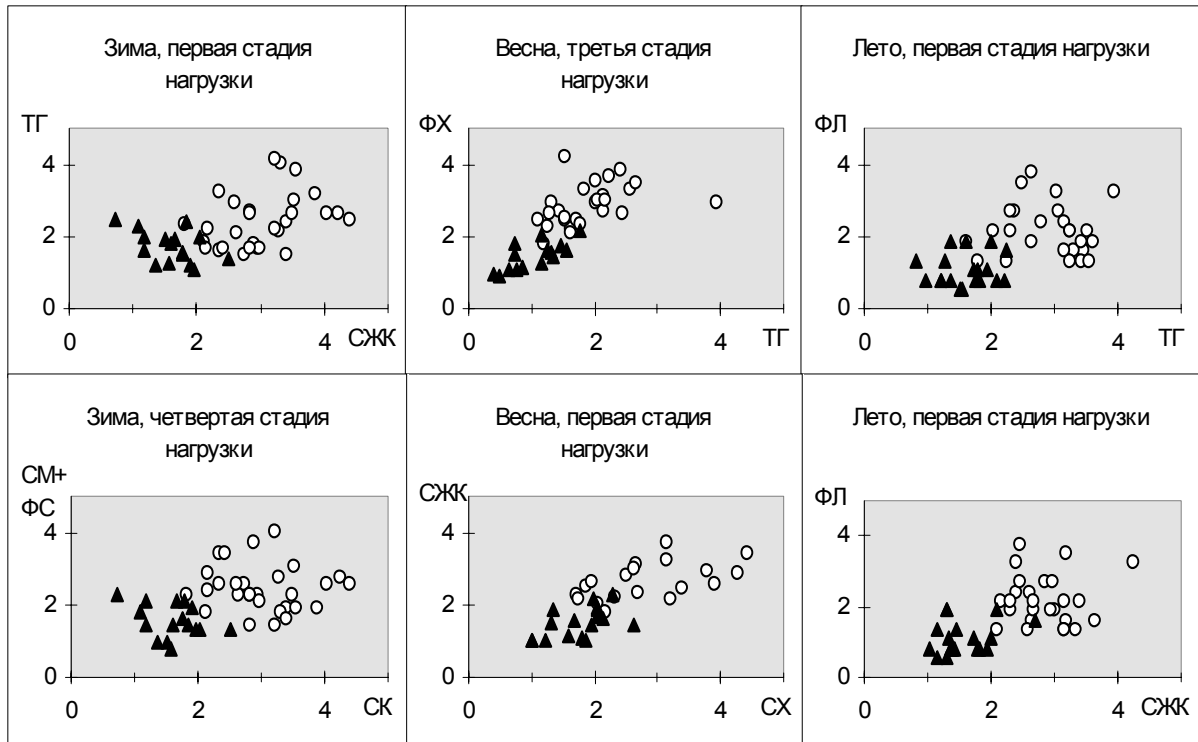 Зима, первая стадия
нагрузки
ТГ
4
2
0
0 2 4 СЖК
Весна, третья стадия
нагрузки
ФХ
4
2
0
0 2 4 ТГ
Лето, первая стадия нагрузки
ФЛ
4
2
0
0 2 4 ТГ
Зима, четвертая стадия
нагрузки
СМ+
ФС
4
2
0
0 2 4 СК
Весна, первая стадия
нагрузки
СЖК
4
2
0
0 2 4 СХ
Лето, первая стадия нагрузки
ФЛ
4
2
0
0 2 4 СЖК